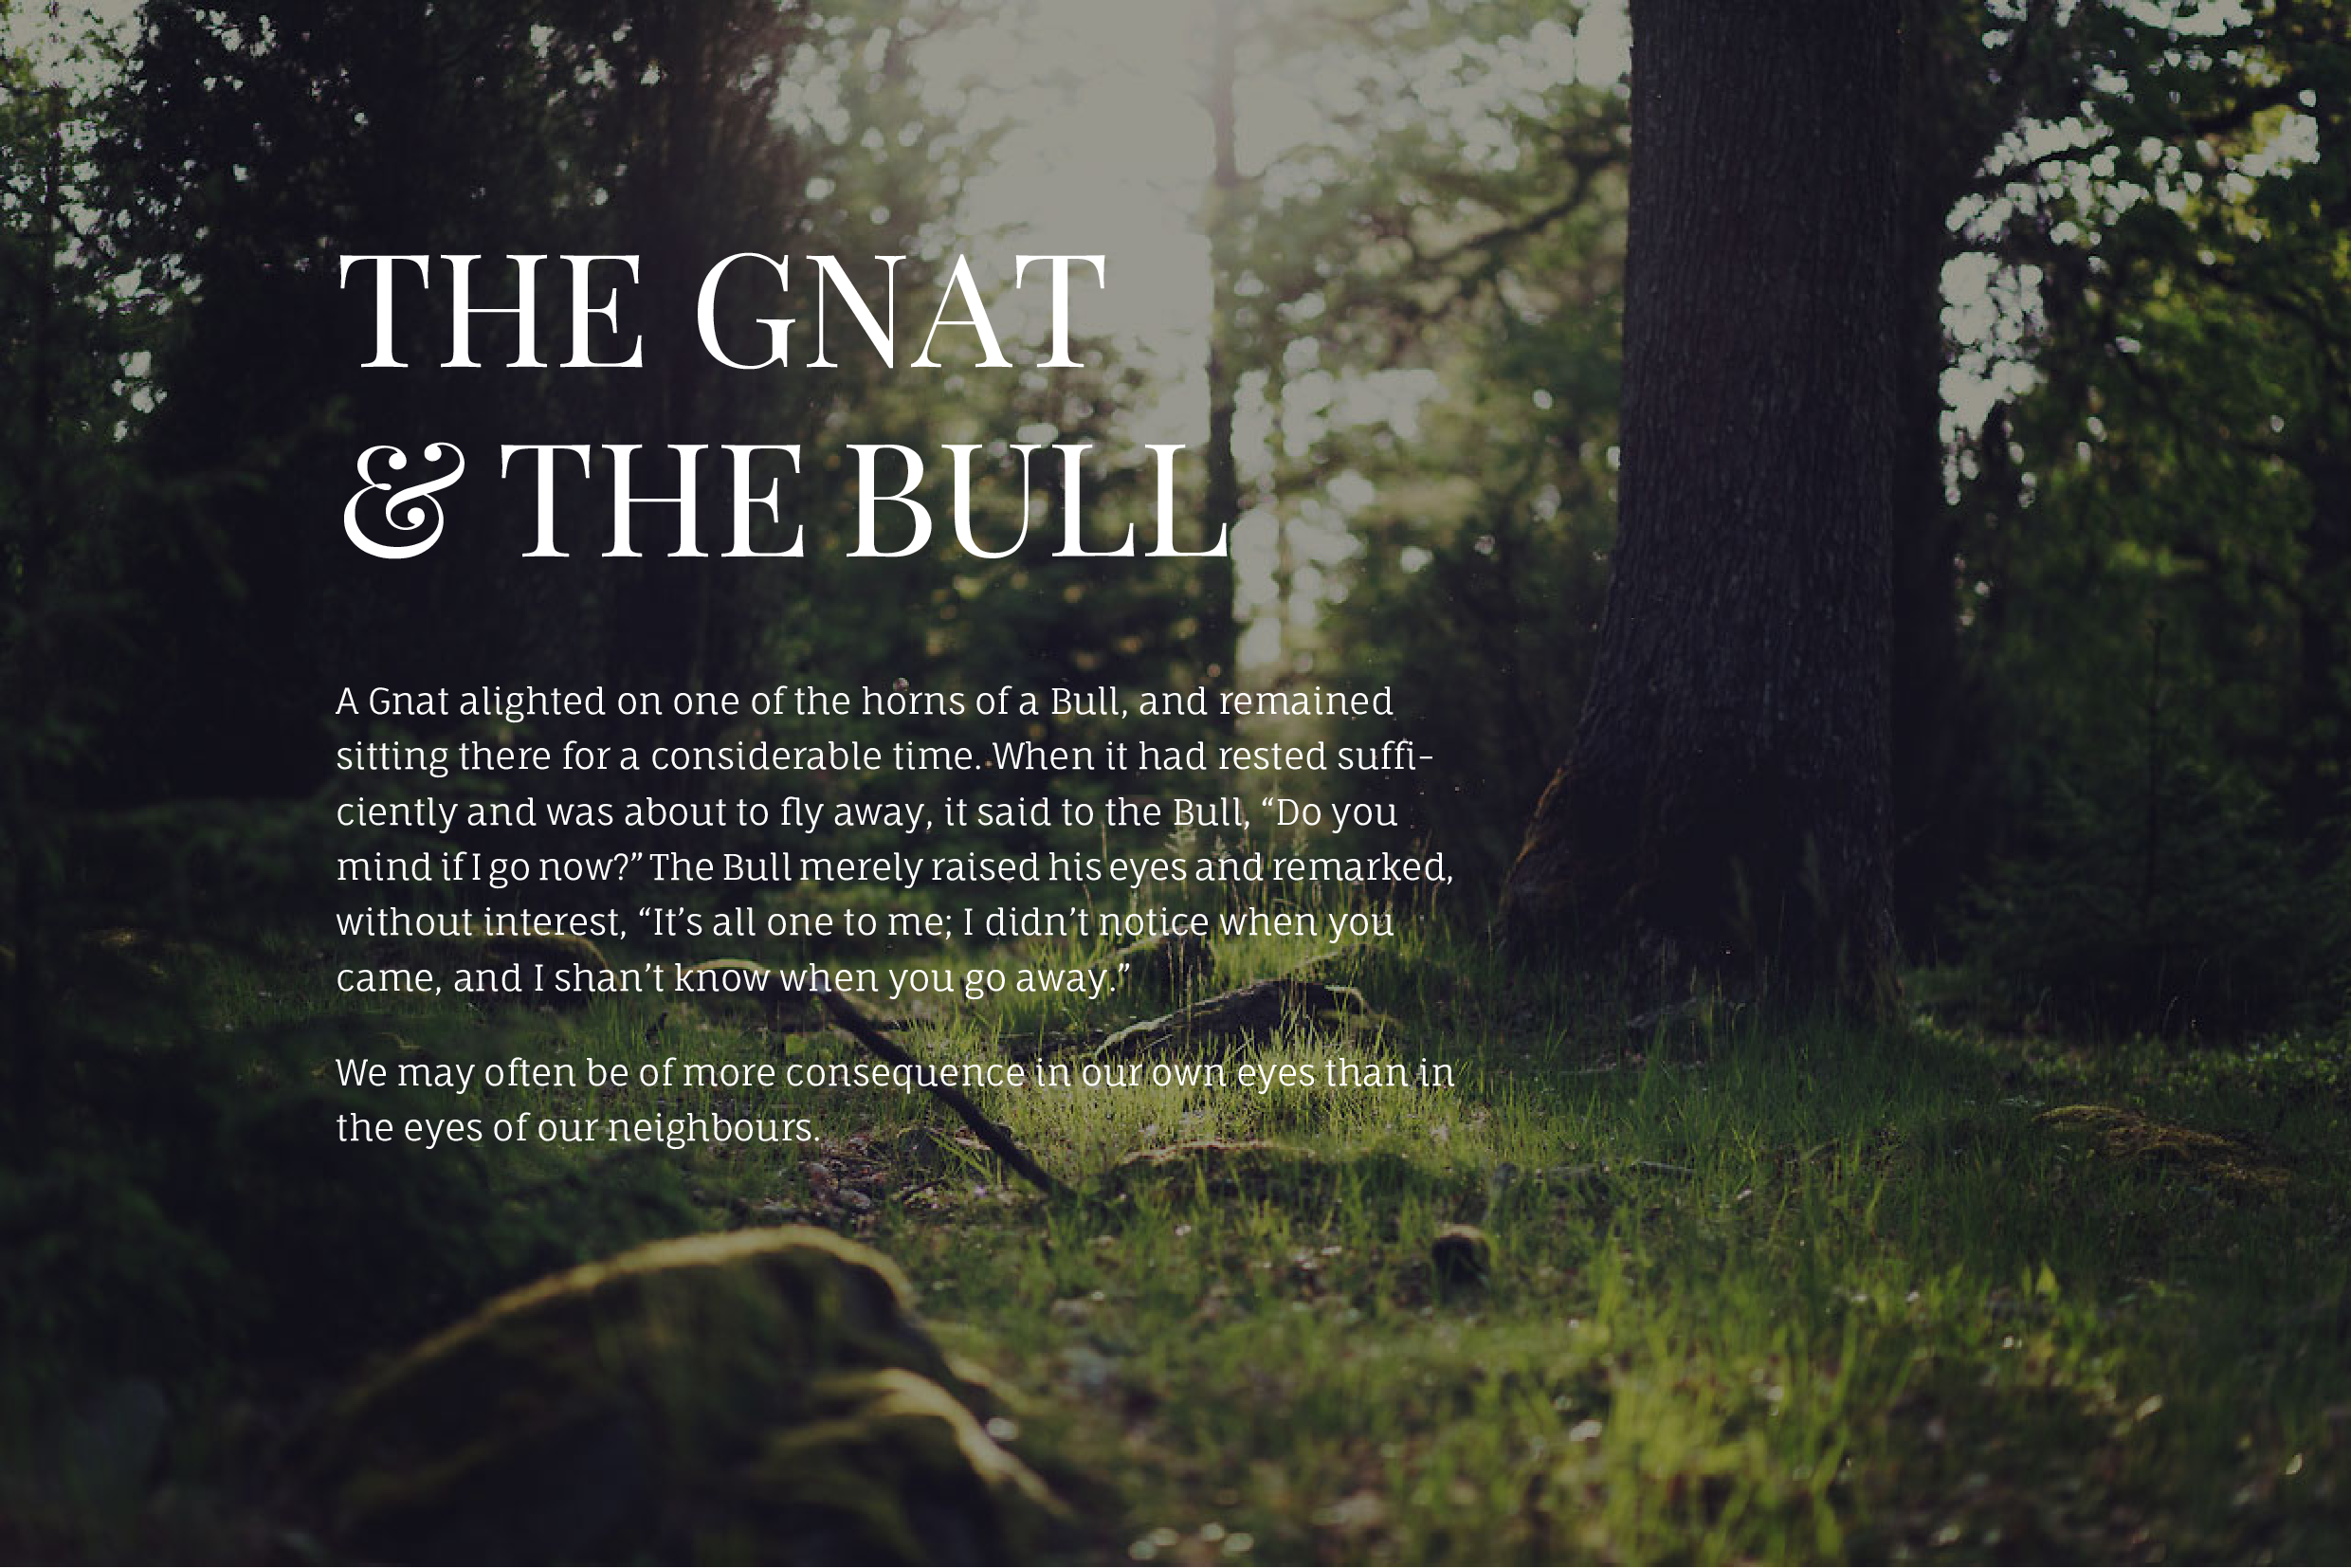 THE GNAT
& THE BULL
A Gnat alighted on one of the horns of a Bull, and remained
sitting there for a considerable time. When it had rested suffi-
ciently and was about to fly away, it said to the Bull, “Do you
mind if I go now?” The Bull merely raised his eyes and remarked,
without interest, “It’s all one to me; I didn’t notice when you
came, and I shan’t know when you go away.”
We may often be of more consequence in our own eyes than in
the eyes of our neighbours.